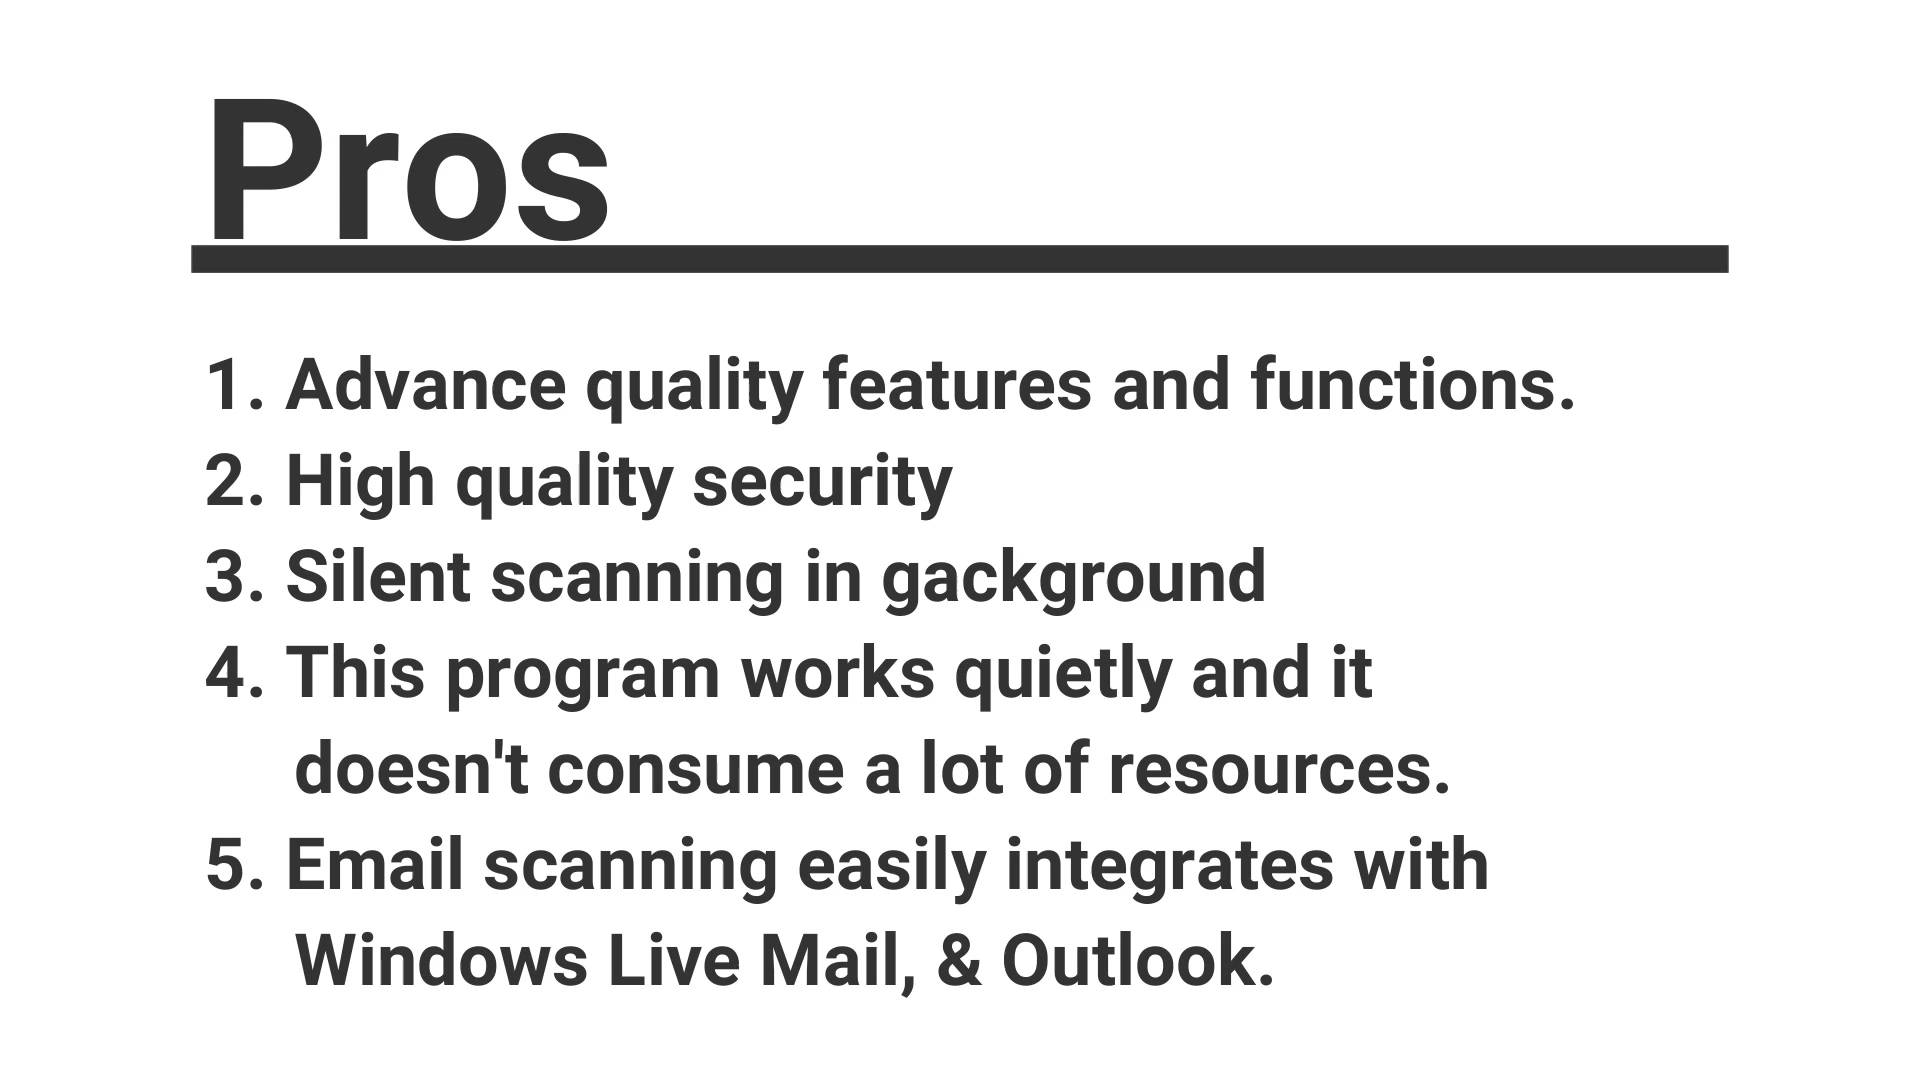 Pros
1. Advance quality features and functions.
2. High quality security
3. Silent scanning in gackground
4. This program works quietly and it
doesn't consume a lot of resources.
5. Email scanning easily integrates with
Windows Live Mail, & Outlook.